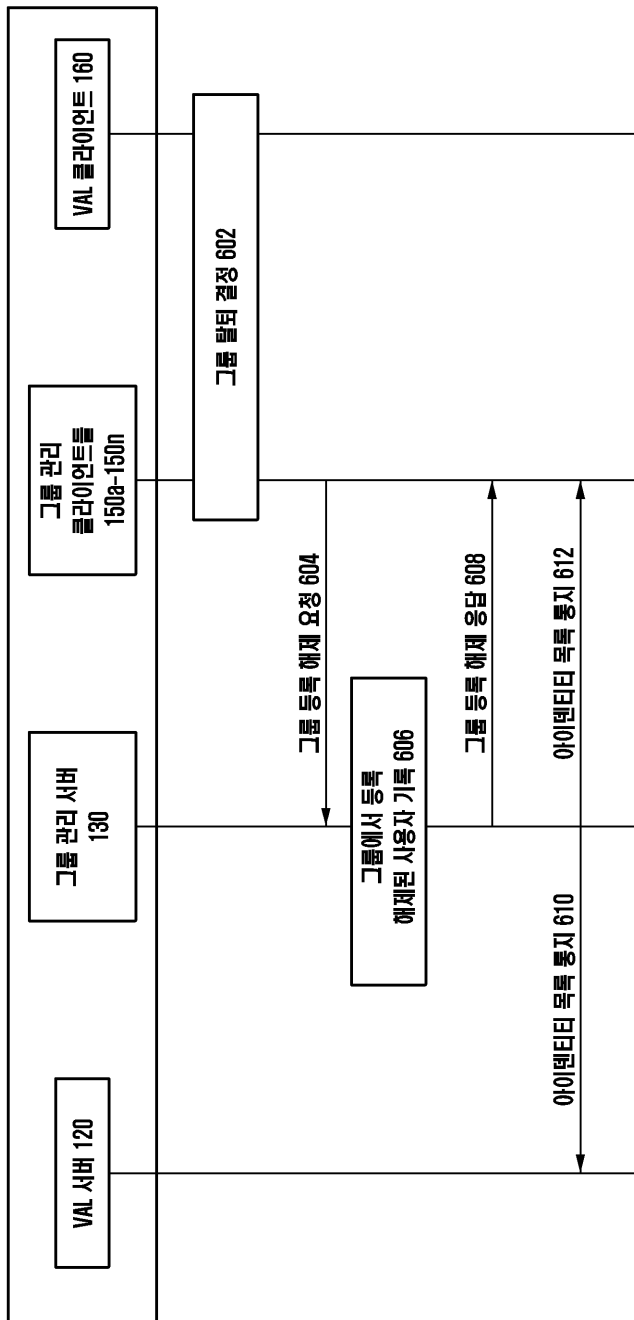 VAL 서버 120
그룹 관리 서버
130
그룹 관리
클라이언트들
150a-150n
VAL 클라이언트 160
그룹 탈퇴 결정 602
그룹 등록 해제 요청 604
그룹에서 등록
해제된 사용자 기록 606
그룹 등록 해제 응답 608
아이덴티티 목록 통지 610
아이덴티티 목록 통지 612